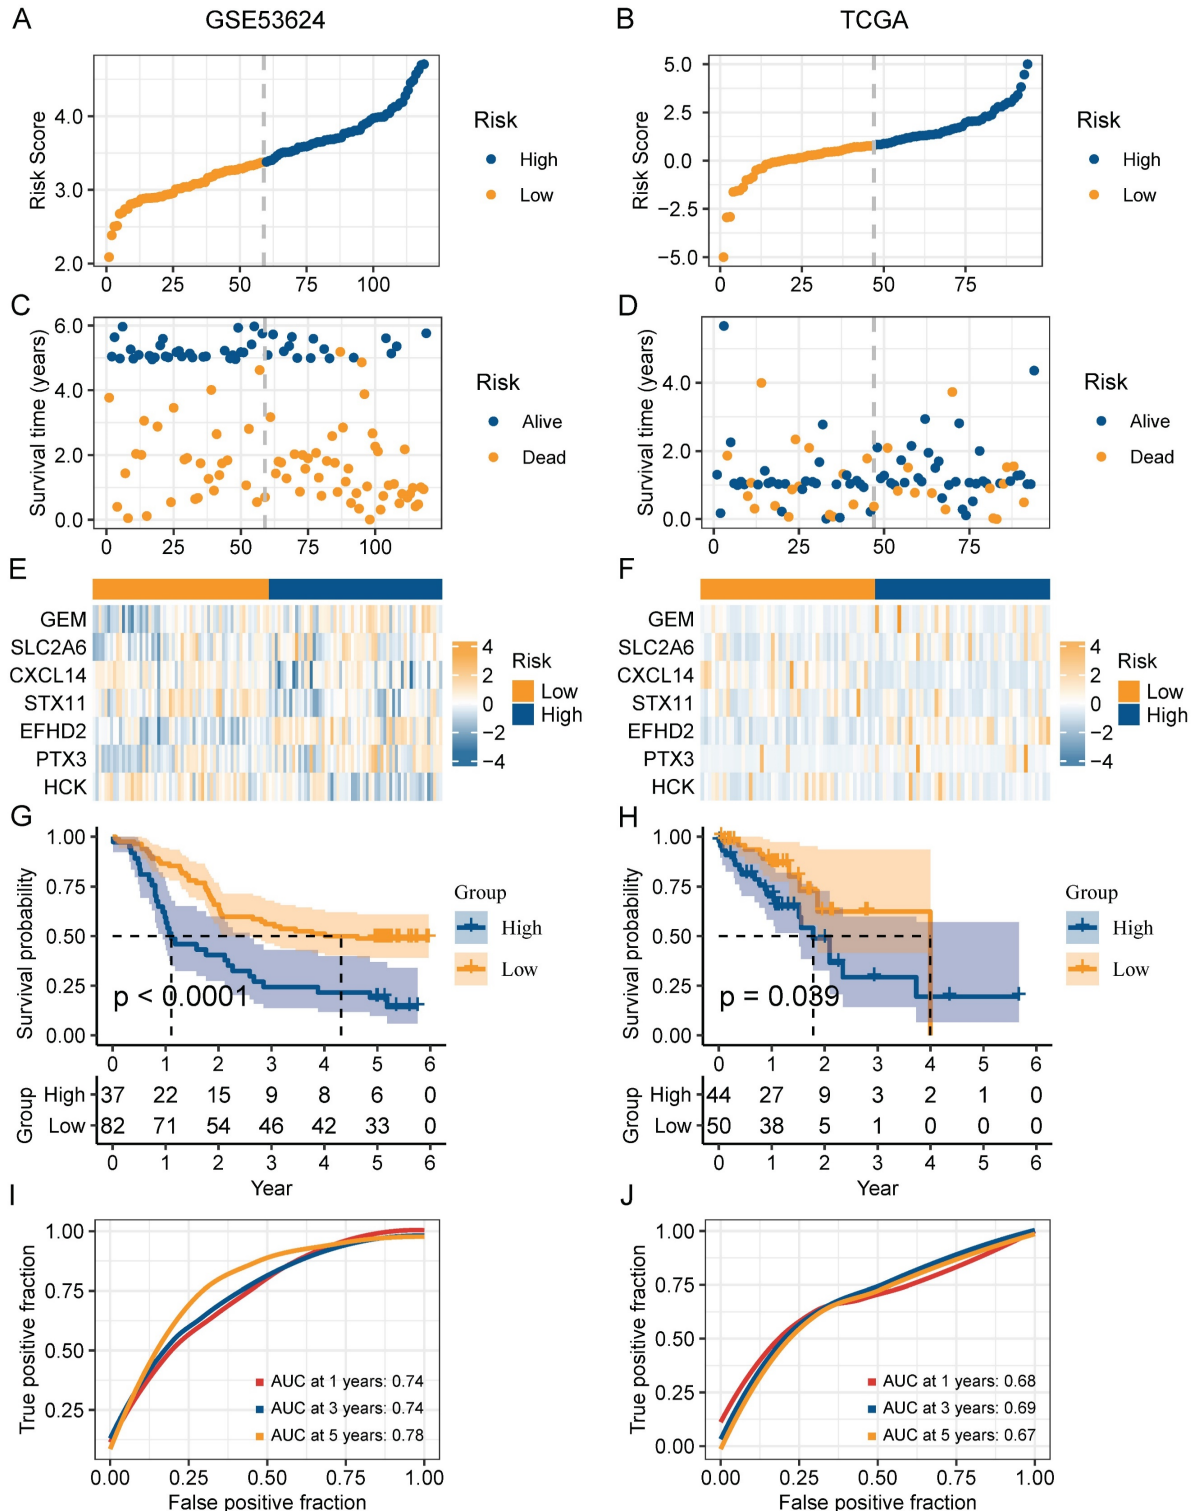 A
GSE53624
B
TCGA
Risk Score
4.0
3.0
2.0
0
25
50
75
100
Risk
High
Low
Risk Score
5.0
2.5
0.0
−2.5
−5.0
0
25
50
75
Risk
High
Low
C
Survival time (years)
6.0
4.0
2.0
0.0
0
25
50
75
100
Risk
Alive
Dead
D
Survival time (years)
4.0
2.0
0.0
0
25
50
75
Risk
Alive
Dead
E
GEM
SLC2A6
CXCL14
STX11
EFHD2
PTX3
HCK
4
2
0
−2
−4
Risk
Low
High
F
GEM
SLC2A6
CXCL14
STX11
EFHD2
PTX3
HCK
4
2
0
−2
−4
Risk
Low
High
G
Survival probability
1.00
0.75
0.50
0.25
0.00
p < 0.0001
0 1 2 3 4 5 6
Group
High
Low
Group
High 37 22 15 9 8 6 0
Low 82 71 54 46 42 33 0
0 1 2 3 4 5 6
Year
H
Survival probability
1.00
0.75
0.50
0.25
0.00
p = 0.039
0 1 2 3 4 5 6
Group
High
Low
Group
High 44 27 9 3 2 1 0
Low 50 38 5 1 0 0 0
0 1 2 3 4 5 6
Year
I
True positive fraction
1.00
0.75
0.50
0.25
AUC at 1 years: 0.74
AUC at 3 years: 0.74
AUC at 5 years: 0.78
0.00 0.25 0.50 0.75 1.00
False positive fraction
J
True positive fraction
1.00
0.75
0.50
0.25
0.00
AUC at 1 years: 0.68
AUC at 3 years: 0.69
AUC at 5 years: 0.67
0.00 0.25 0.50 0.75 1.00
False positive fraction